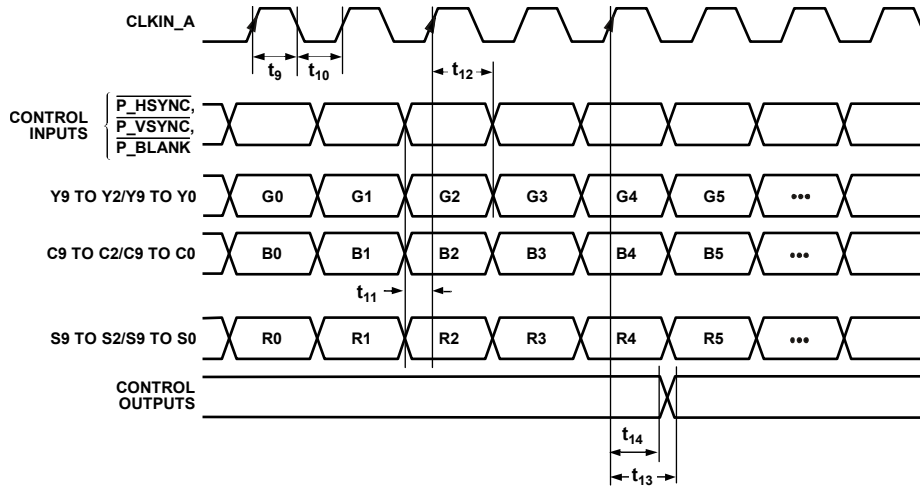 CLKIN_A
t9 t10 t12
CONTROL INPUTS
P_HSYNC,
P_VSYNC,
P_BLANK
Y9 TO Y2/Y9 TO Y0 G0 G1 G2 G3 G4 G5 •••
C9 TO C2/C9 TO C0 B0 B1 B2 B3 B4 B5 •••
t11
S9 TO S2/S9 TO S0 R0 R1 R2 R3 R4 R5 •••
CONTROL
OUTPUTS
t14
t13